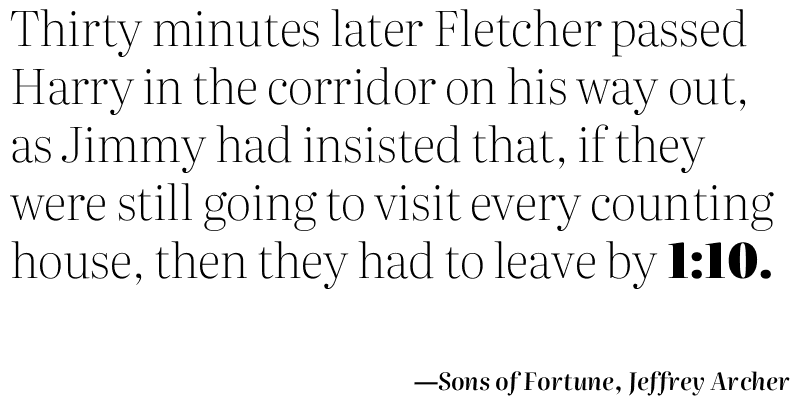 Thirty minutes later Fletcher passed
Harry in the corridor on his way out,
as Jimmy had insisted that, if they
were still going to visit every counting
house, then they had to leave by 1:10.
—Sons of Fortune, Jeffrey Archer